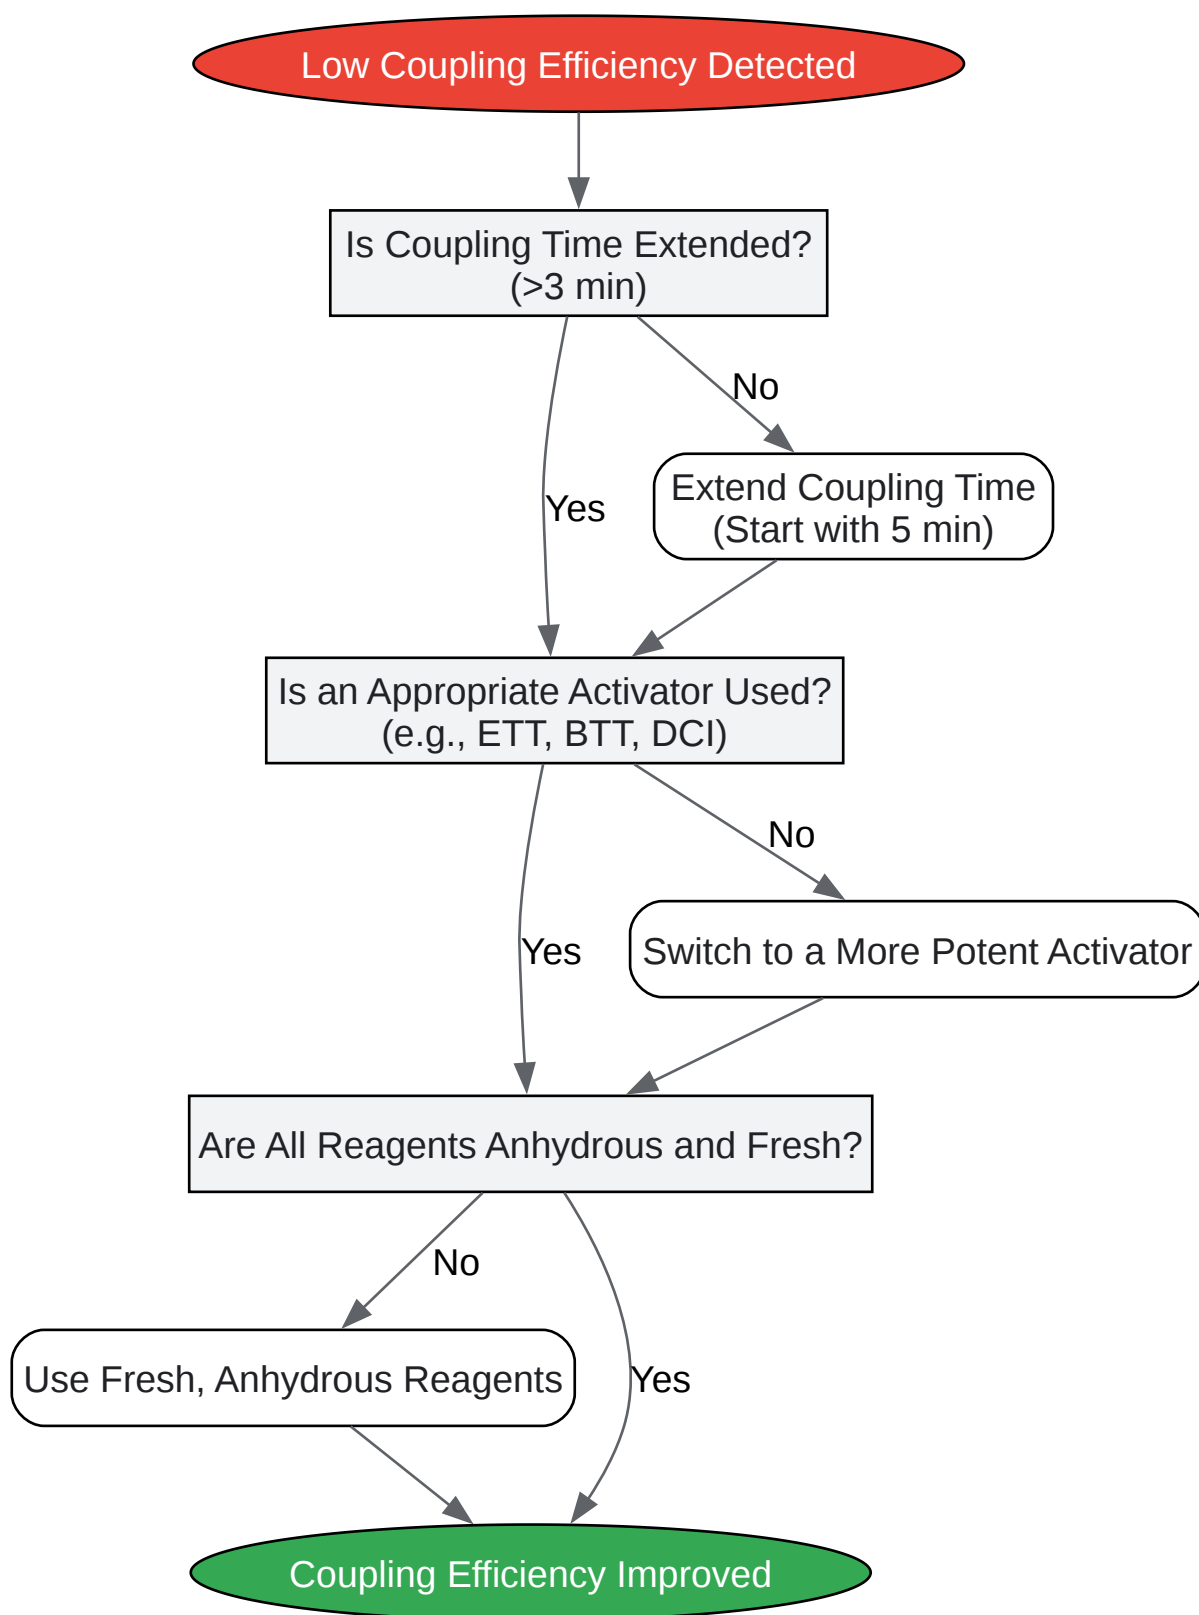 Low Coupling Efficiency Detected
Is Coupling Time Extended?
(>3 min)
No
Extend Coupling Time
(Start with 5 min)
Yes
Is an Appropriate Activator Used?
(e.g., ETT, BTT, DCI)
No
Switch to a More Potent Activator
Yes
Are All Reagents Anhydrous and Fresh?
No
Use Fresh, Anhydrous Reagents
Yes
Coupling Efficiency Improved